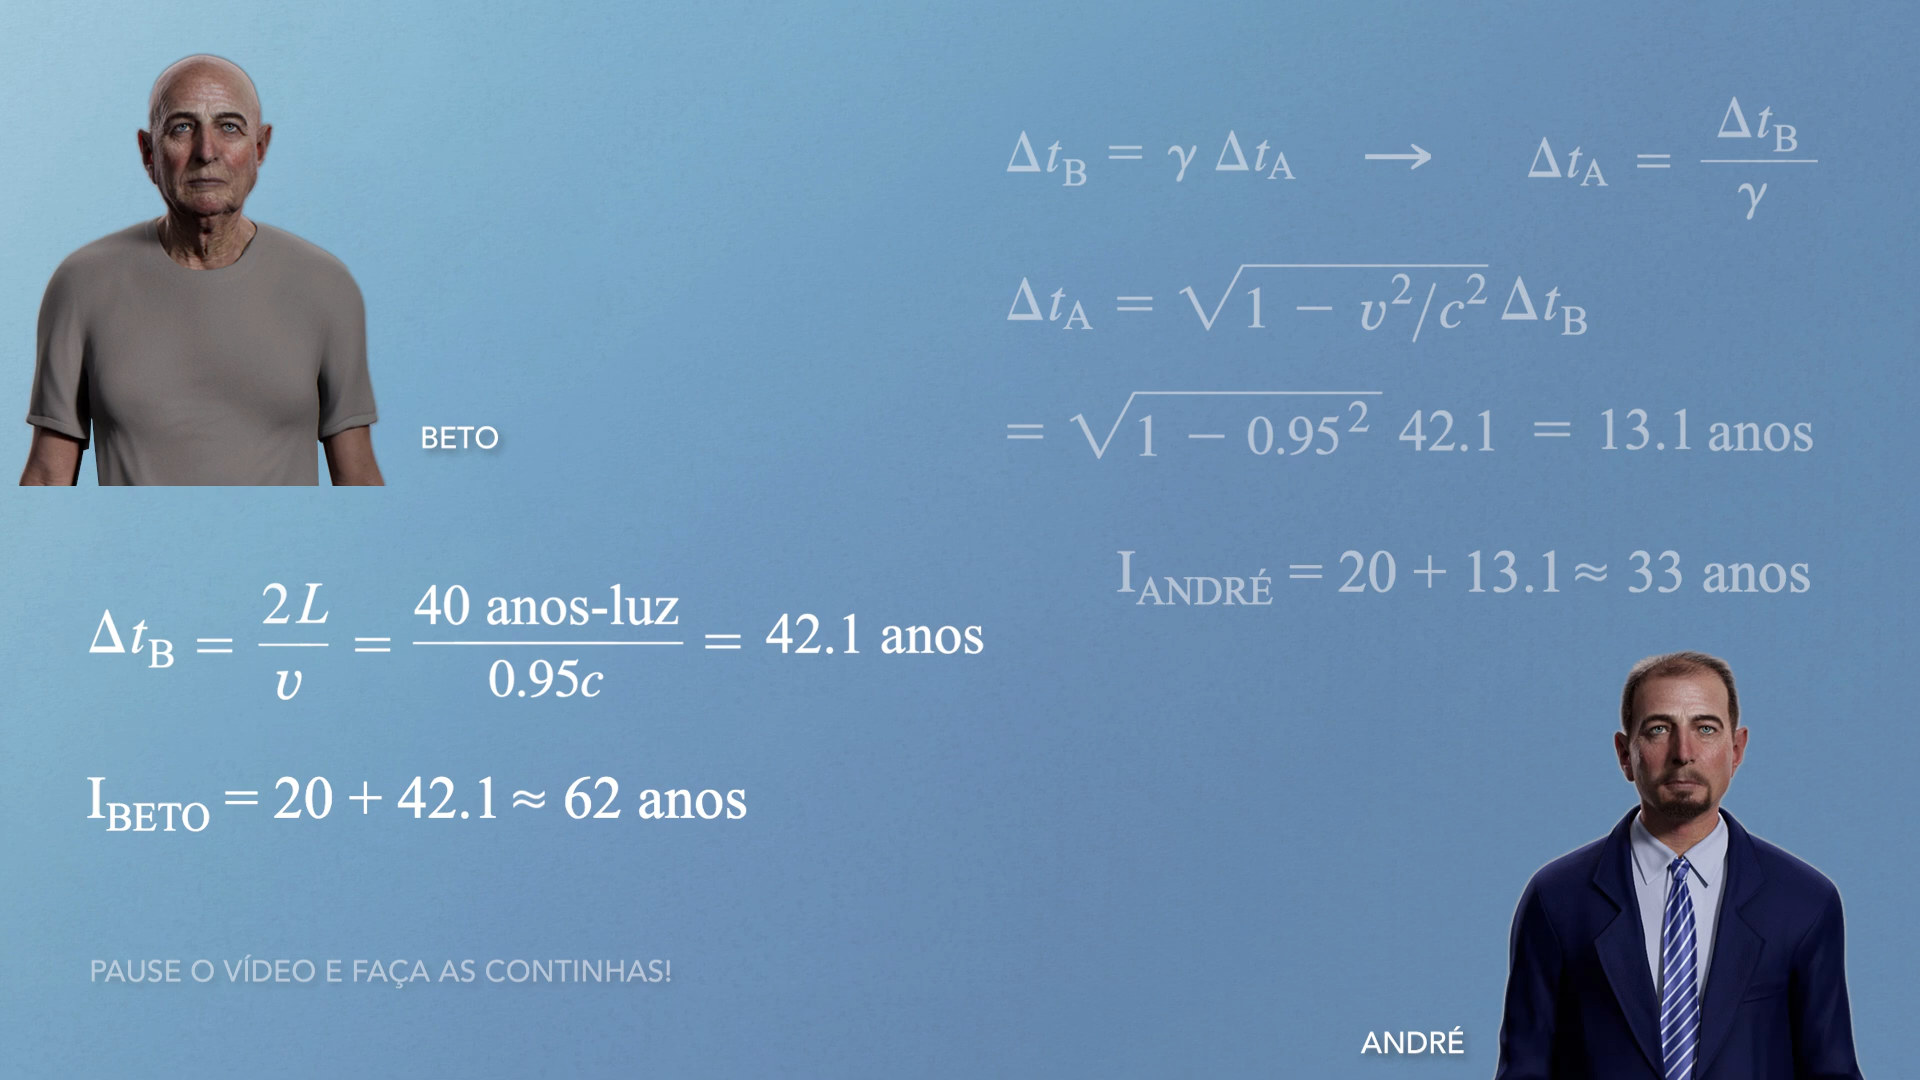 BETO
Δt_B = 2L/v = 40 anos-luz/0.95c = 42.1 anos
I_BETO = 20 + 42.1 ≈ 62 anos
PAUSE O VÍDEO E FAÇA AS CONTINHAS!
Δt_B = γ Δt_A → Δt_A = Δt_B/γ
Δt_A = √(1 − v²/c²) Δt_B
= √(1 − 0.95²) 42.1 = 13.1 anos
I_ANDRÉ = 20 + 13.1 ≈ 33 anos
ANDRÉ